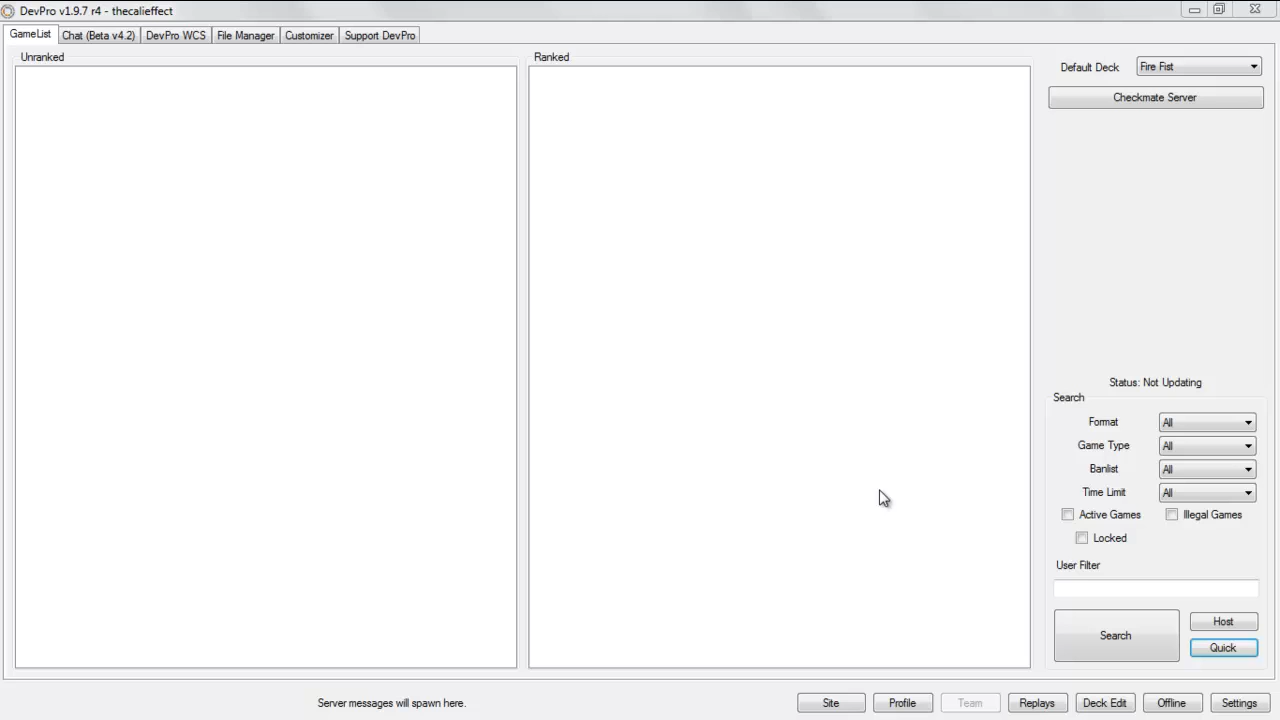 DevPro v1.9.7 r4 - thecalieffect
GameList
Chat (Beta v4.2)
DevPro WCS
File Manager
Customizer
Support DevPro
Unranked
Ranked
Default Deck
Fire Fist
Checkmate Server
Status: Not Updating
Search
Format
All
Game Type
All
Banlist
All
Time Limit
All
Active Games
Illegal Games
Locked
User Filter
Search
Host
Quick
Server messages will spawn here.
Site
Profile
Team
Replays
Deck Edit
Offline
Settings